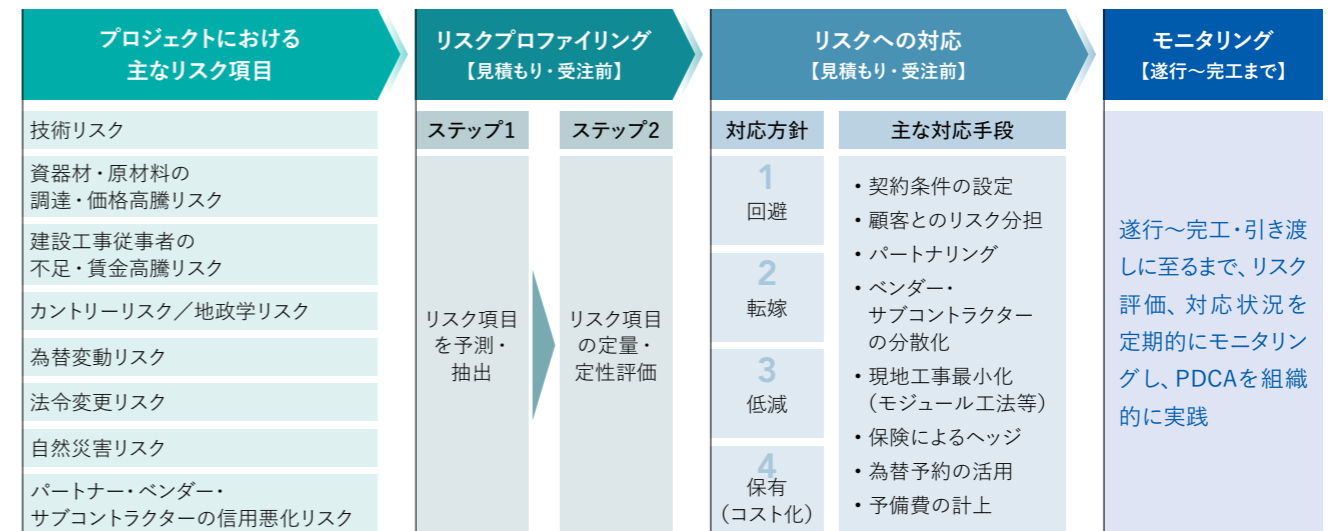 プロジェクトにおける
主なリスク項目
技術リスク
資器材・原材料の
調達・価格高騰リスク
建設工事従事者の
不足・賃金高騰リスク
カントリーリスク／地政学リスク
為替変動リスク
法令変更リスク
自然災害リスク
パートナー・ベンダー・
サブコントラクターの信用悪化リスク
リスクプロファイリング
【見積もり・受注前】
ステップ1
リスク項目
を予測・
抽出
ステップ2
リスク項目
の定量・
定性評価
リスクへの対応
【見積もり・受注前】
対応方針
1
回避
2
転嫁
3
低減
4
保有
（コスト化）
主な対応手段
・契約条件の設定
・顧客とのリスク分担
・パートナリング
・ベンダー・
サブコントラクター
の分散化
・現地工事最小化
（モジュール工法等）
・保険によるヘッジ
・為替予約の活用
・予備費の計上
モニタリング
【遂行〜完工まで】
遂行〜完工・引き渡
しに至るまで、リスク
評価、対応状況を
定期的にモニタリン
グし、PDCAを組織
的に実践